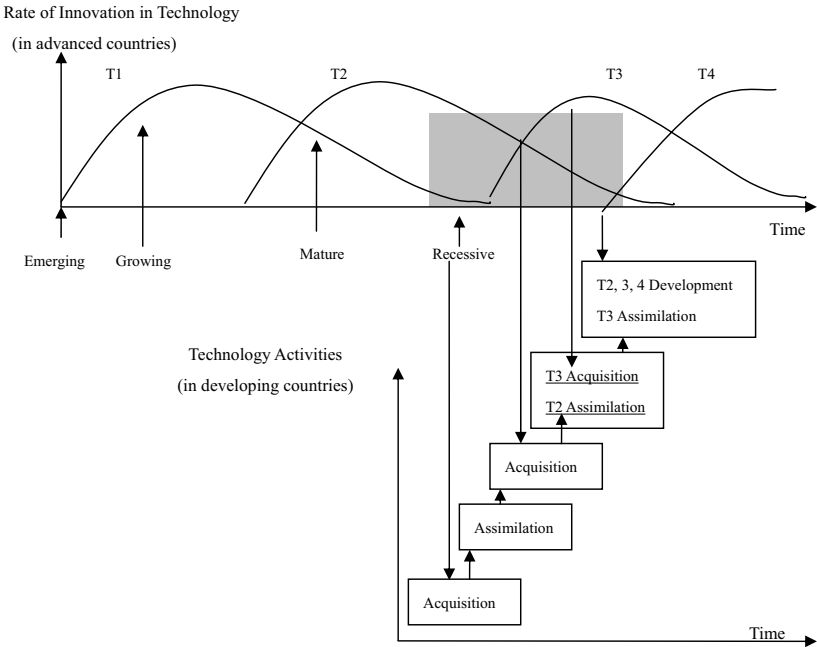 Rate of Innovation in Technology
(in advanced countries)
T1
T2
T3
T4
Time
Emerging
Growing
Mature
Recessive
T2, 3, 4 Development
T3 Assimilation
Technology Activities
(in developing countries)
T3 Acquisition
T2 Assimilation
Acquisition
Assimilation
Acquisition
Time